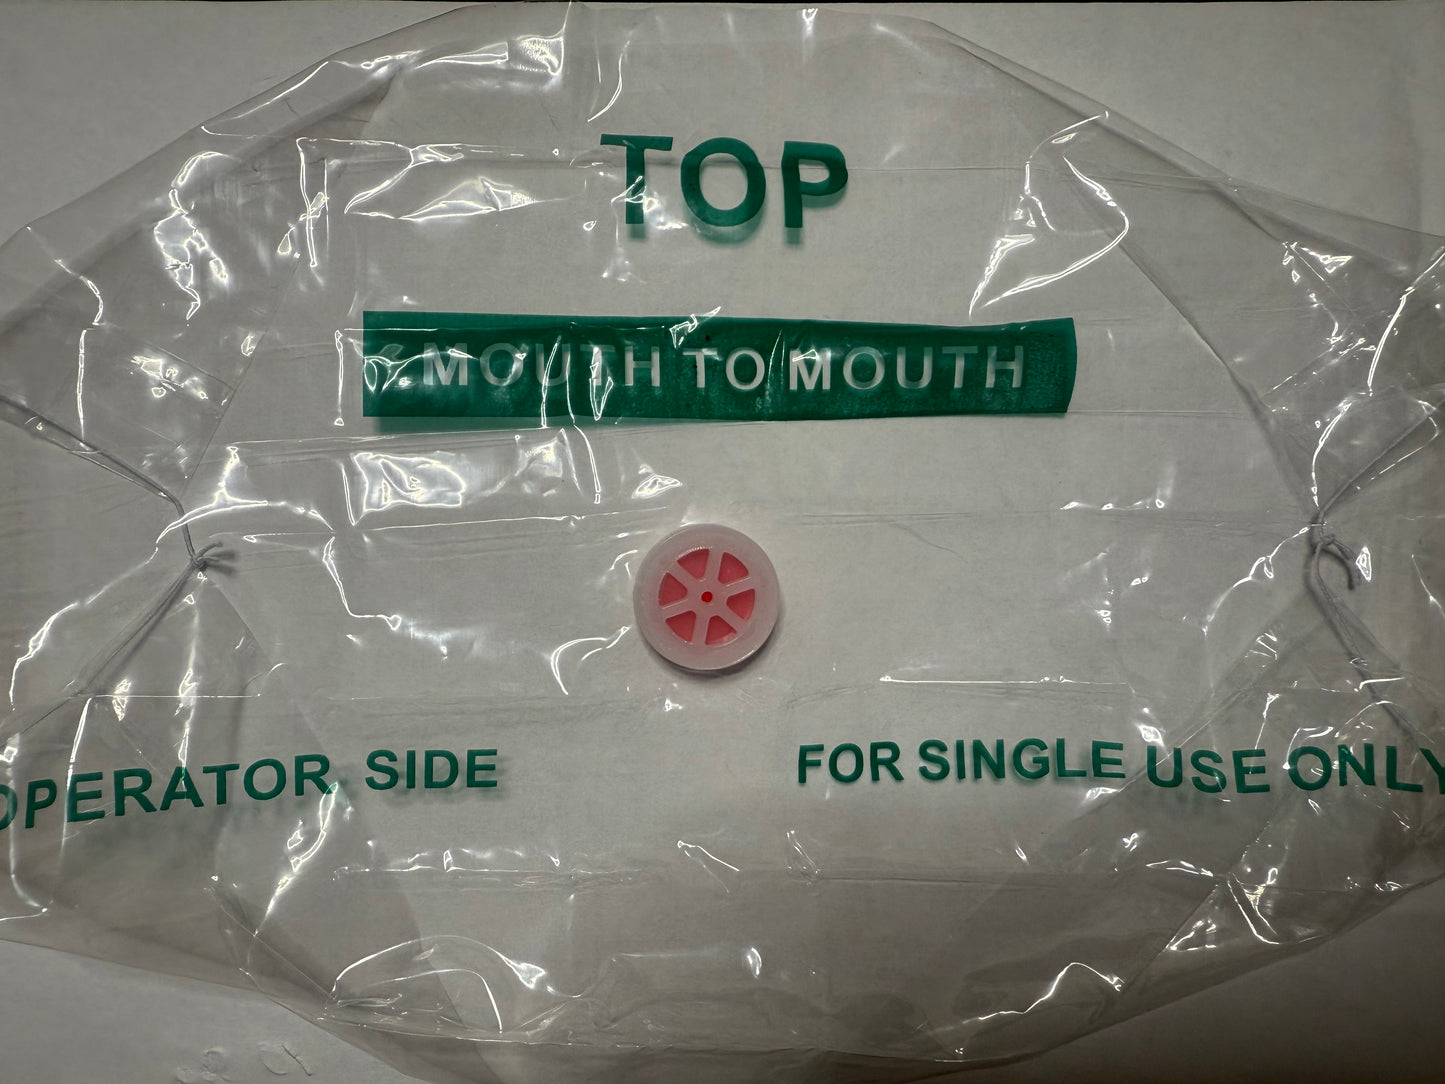 TOP
MOUTH TO MOUTH
OPERATOR SIDE
FOR SINGLE USE ONLY